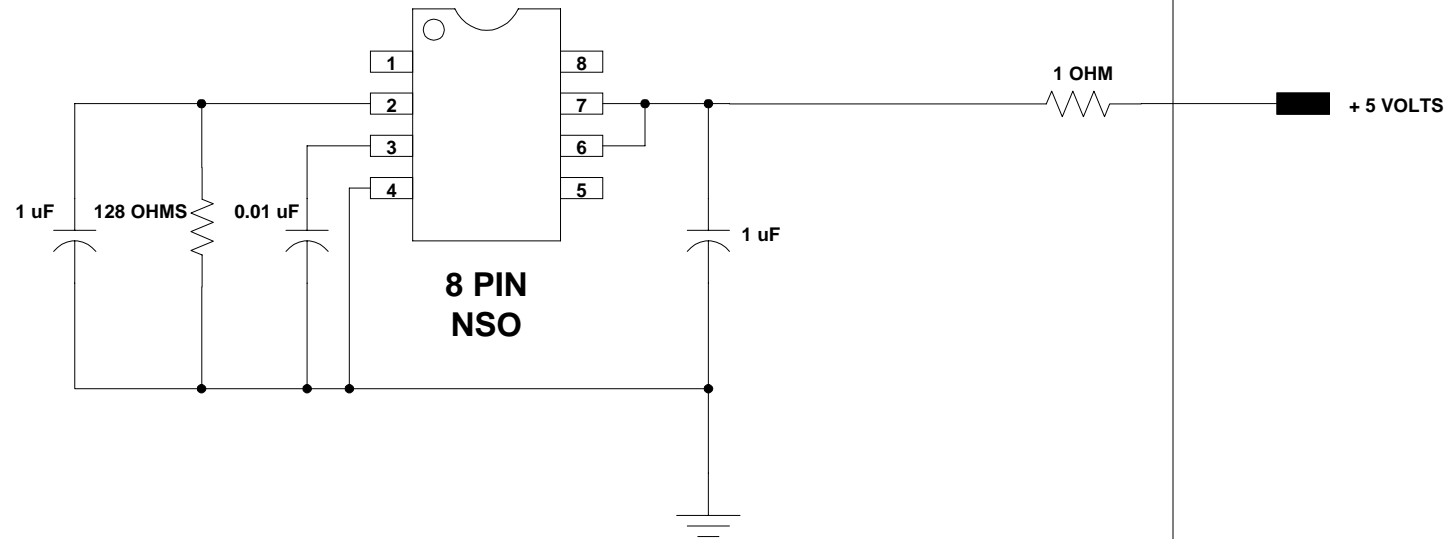 1
8
1 OHM
2
7
+ 5 VOLTS
3
6
4
5
1 uF
128 OHMS
0.01 uF
1 uF
8 PIN
NSO